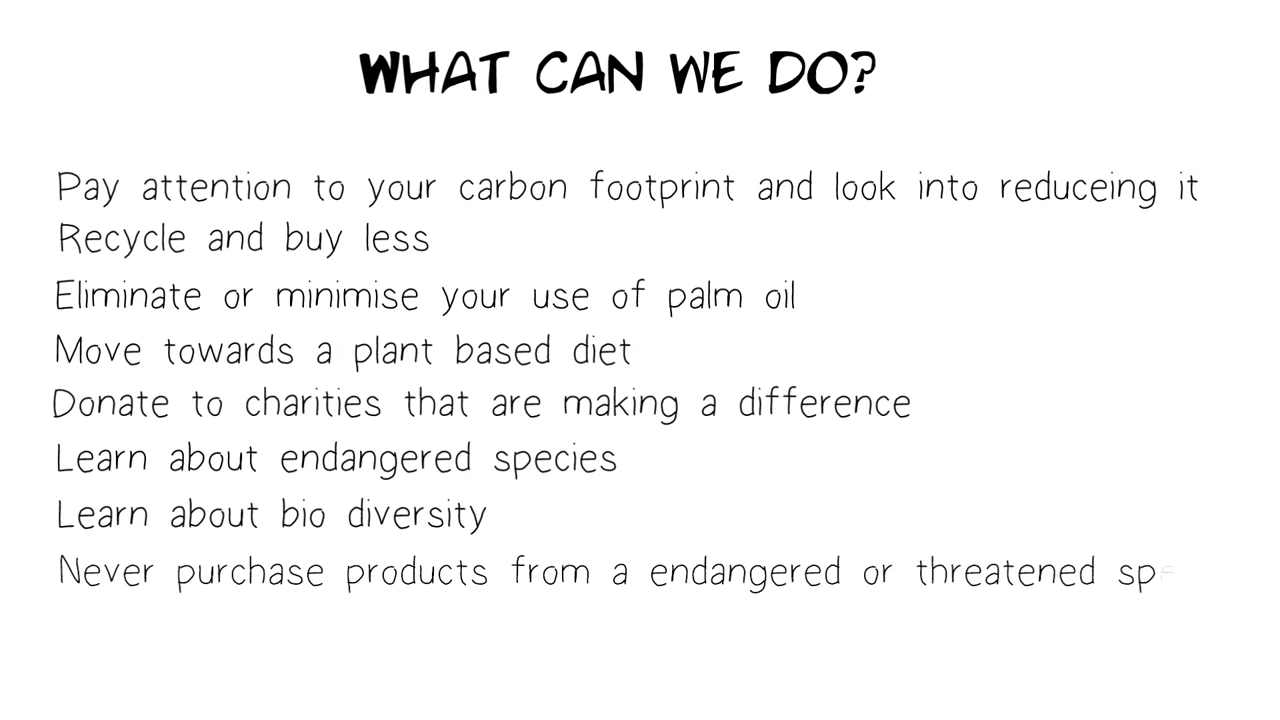 WHAT CAN WE DO?
Pay attention to your carbon footprint and look into reduceing it
Recycle and buy less
Eliminate or minimise your use of palm oil
Move towards a plant based diet
Donate to charities that are making a difference
Learn about endangered species
Learn about bio diversity
Never purchase products from a endangered or threatened spe